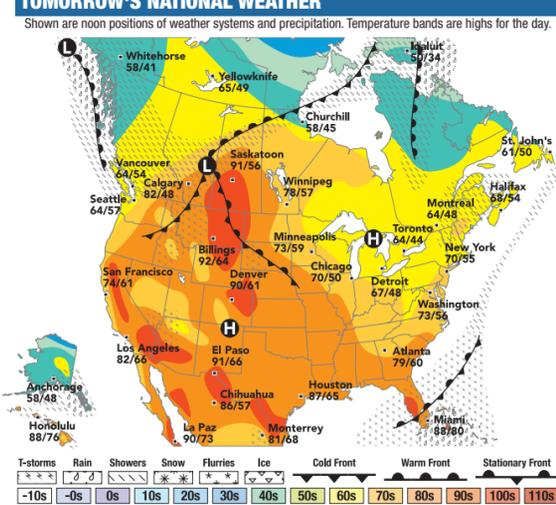 TOMORROW'S NATIONAL WEATHER
Shown are noon positions of weather systems and precipitation. Temperature bands are highs for the day.
L
Whitehorse
58/41
Iqaluit
50/34
Yellowknife
65/49
Churchill
58/45
St. John's
61/50
L
Saskatoon
91/56
Vancouver
64/54
Calgary
82/48
Winnipeg
78/57
Halifax
68/54
Seattle
64/57
Montreal
64/48
Toronto
64/44
H
Minneapolis
73/59
Billings
92/64
New York
70/55
Chicago
70/50
San Francisco
74/61
Denver
90/61
Detroit
67/48
Washington
73/56
H
Los Angeles
82/66
El Paso
91/66
Atlanta
79/60
Anchorage
58/48
Chihuahua
86/57
Houston
87/65
Honolulu
88/76
La Paz
90/73
Monterrey
81/68
Miami
88/80
T-storms Rain Showers Snow Flurries Ice Cold Front Warm Front Stationary Front
-10s -0s 0s 10s 20s 30s 40s 50s 60s 70s 80s 90s 100s 110s